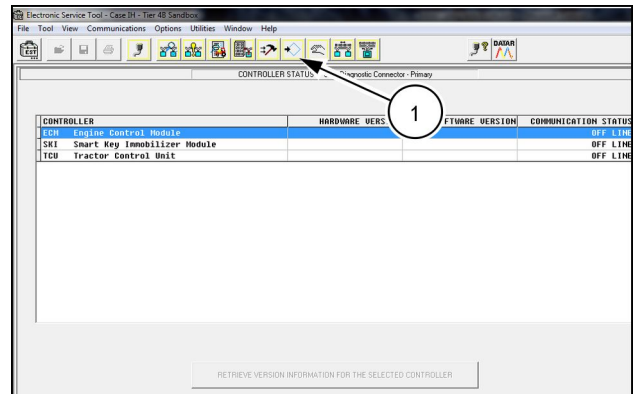 Electronic Service Tool - Case IH - Tier 4B Sandbox
File Tool View Communications Options Utilities Window Help
EST DATAR
CONTROLLER STATUS Diagnostic Connector - Primary
1
CONTROLLER HARDWARE VERS FTWARE VERSION COMMUNICATION STATUS
ECM Engine Control Module OFF LINE
SKI Smart Key Immobilizer Module OFF LINE
TCU Tractor Control Unit OFF LINE
RETRIEVE VERSION INFORMATION FOR THE SELECTED CONTROLLER